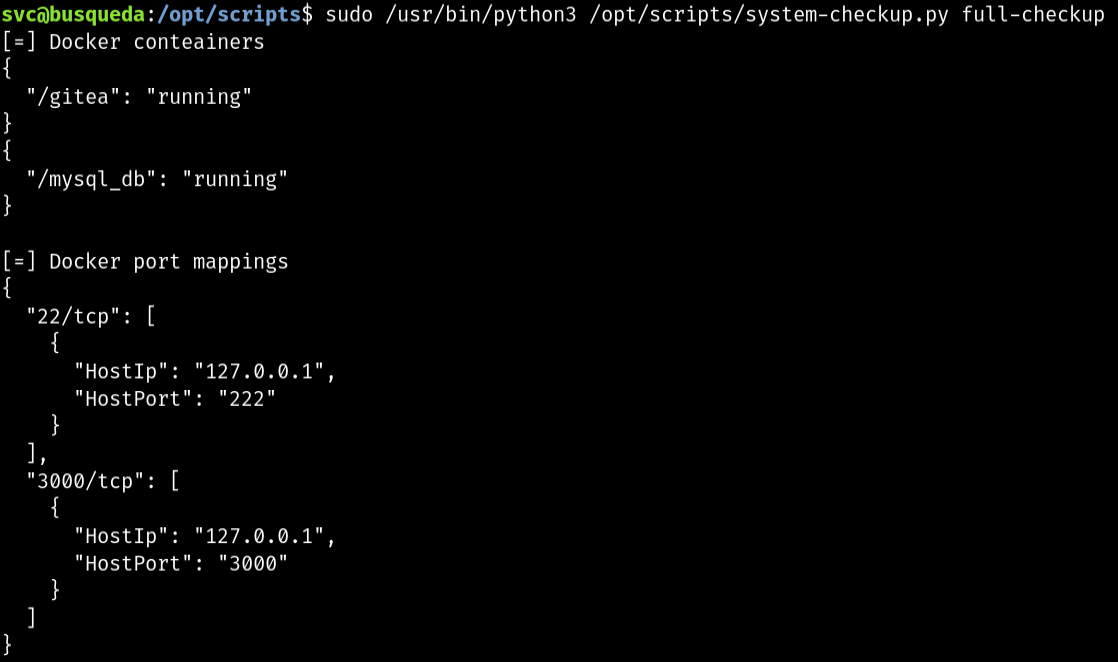 svc@busqueda:/opt/scripts$ sudo /usr/bin/python3 /opt/scripts/system-checkup.py full-checkup
[=] Docker conteainers
{
  "/gitea": "running"
}
{
  "/mysql_db": "running"
}

[=] Docker port mappings
{
  "22/tcp": [
    {
      "HostIp": "127.0.0.1",
      "HostPort": "222"
    }
  ],
  "3000/tcp": [
    {
      "HostIp": "127.0.0.1",
      "HostPort": "3000"
    }
  ]
}